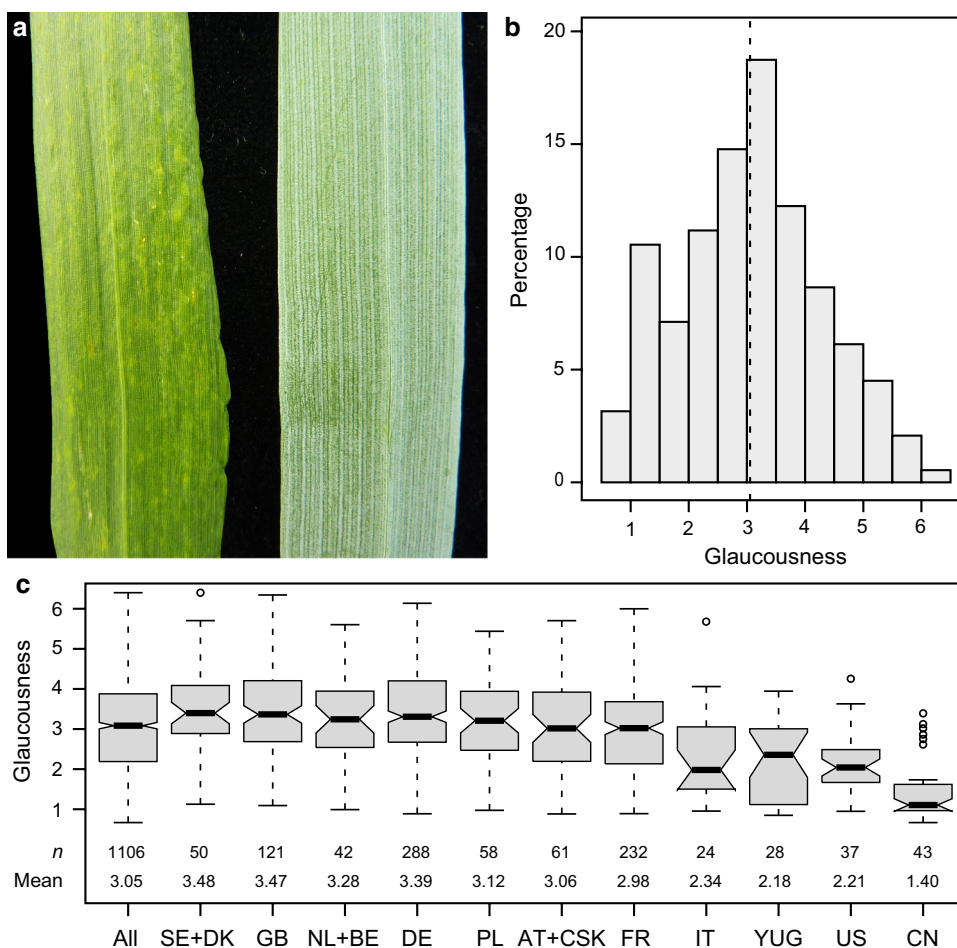 a
b
20
15
10
5
0
Percentage
1 2 3 4 5 6
Glaucousness
c
Glaucousness
6
5
4
3
2
1
n 1106 50 121 42 288 58 61 232 24 28 37 43
Mean 3.05 3.48 3.47 3.28 3.39 3.12 3.06 2.98 2.34 2.18 2.21 1.40
All SE+DK GB NL+BE DE PL AT+CSK FR IT YUG US CN